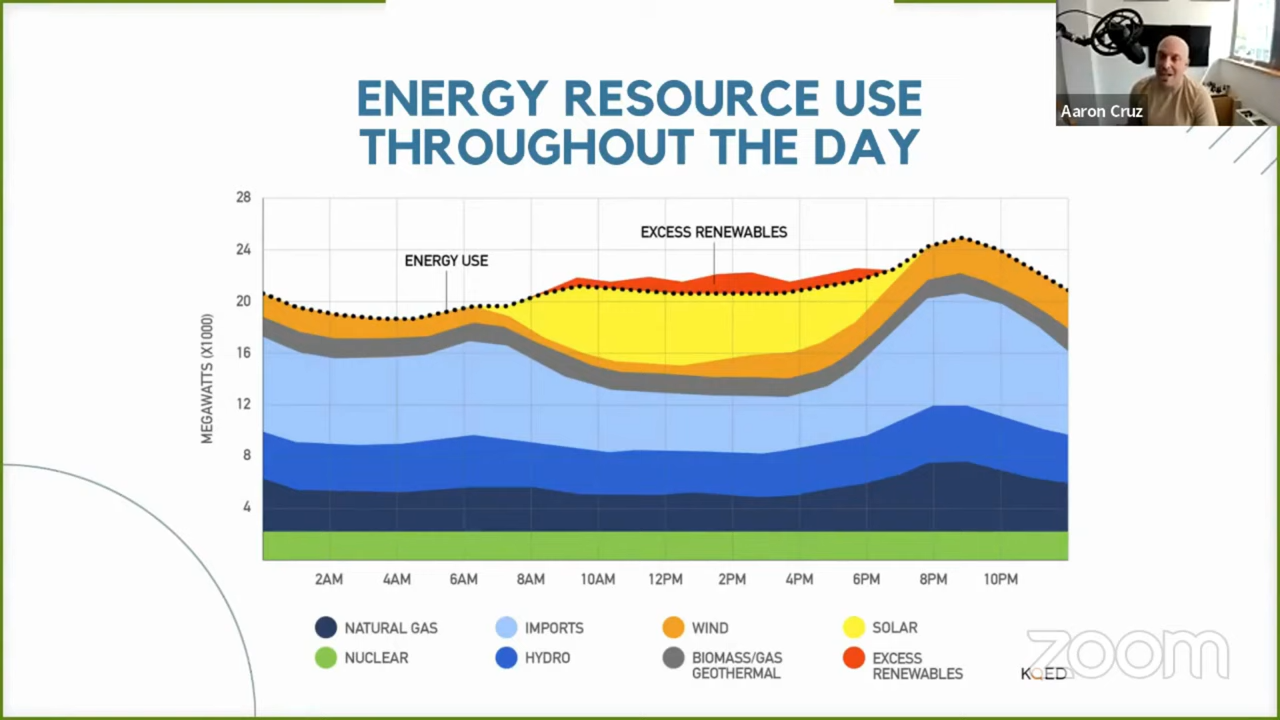 Aaron Cruz
ENERGY RESOURCE USE
THROUGHOUT THE DAY
28
24
20
16
12
8
4
MEGAWATTS (X1000)
ENERGY USE
EXCESS RENEWABLES
2AM 4AM 6AM 8AM 10AM 12PM 2PM 4PM 6PM 8PM 10PM
NATURAL GAS IMPORTS WIND SOLAR
NUCLEAR HYDRO BIOMASS/GAS EXCESS
GEOTHERMAL RENEWABLES
KQED
zoom